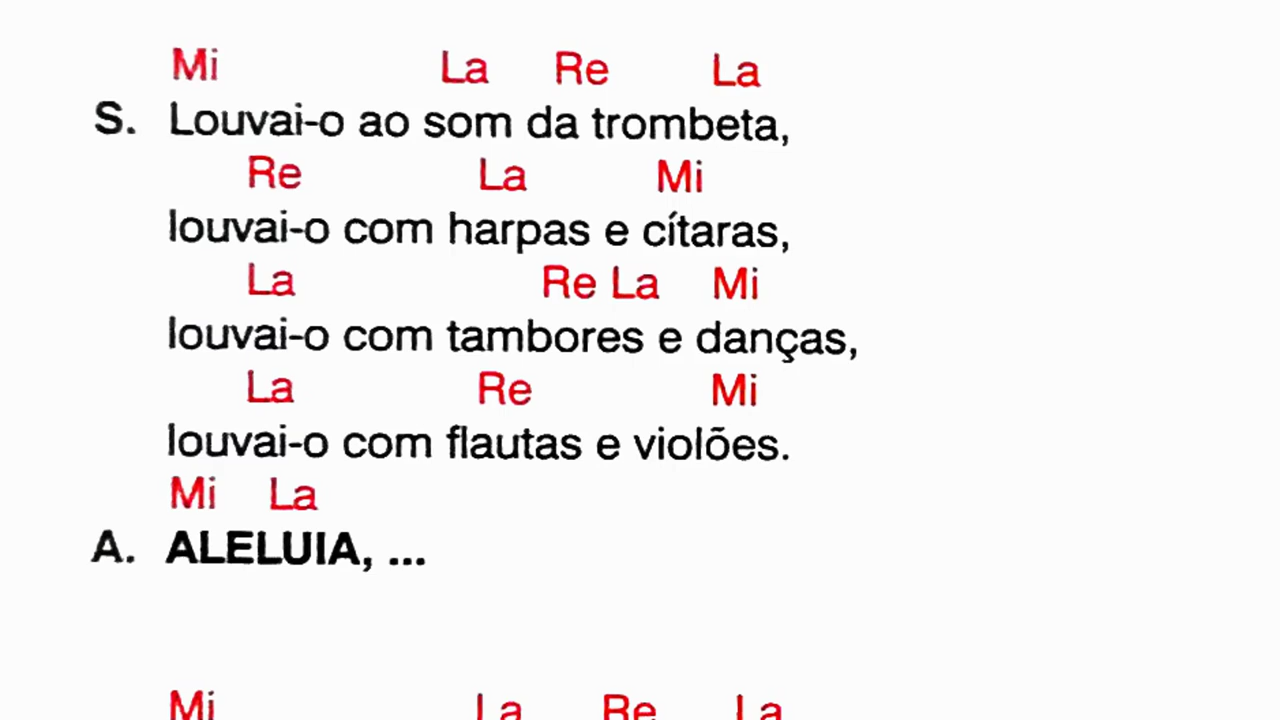 Mi La Re La
S. Louvai-o ao som da trombeta,
Re La Mi
louvai-o com harpas e cítaras,
La Re La Mi
louvai-o com tambores e danças,
La Re Mi
louvai-o com flautas e violões.
Mi La
A. ALELUIA, ...
Mi La Re La